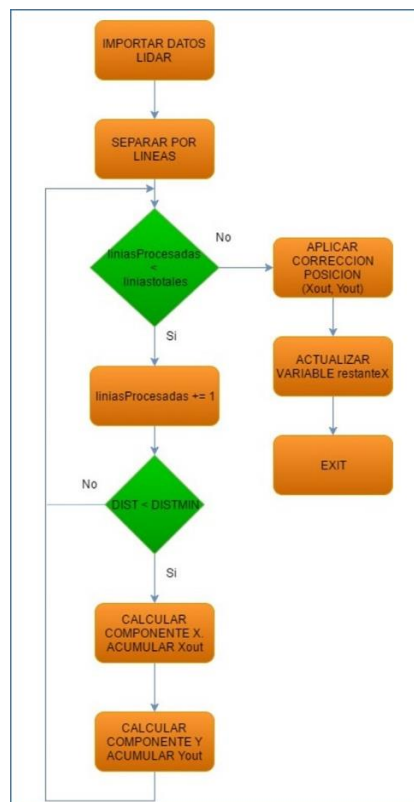 IMPORTAR DATOS
LIDAR
SEPARAR POR
LINEAS
liniasProcesadas
<
liniastotales
No
APLICAR
CORRECCION
POSICION
(Xout, Yout)
Si
ACTUALIZAR
VARIABLE restanteX
liniasProcesadas += 1
EXIT
No
DIST < DISTMIN
Si
CALCULAR
COMPONENTE X.
ACUMULAR Xout
CALCULAR
COMPONENTE Y
ACUMULAR Yout